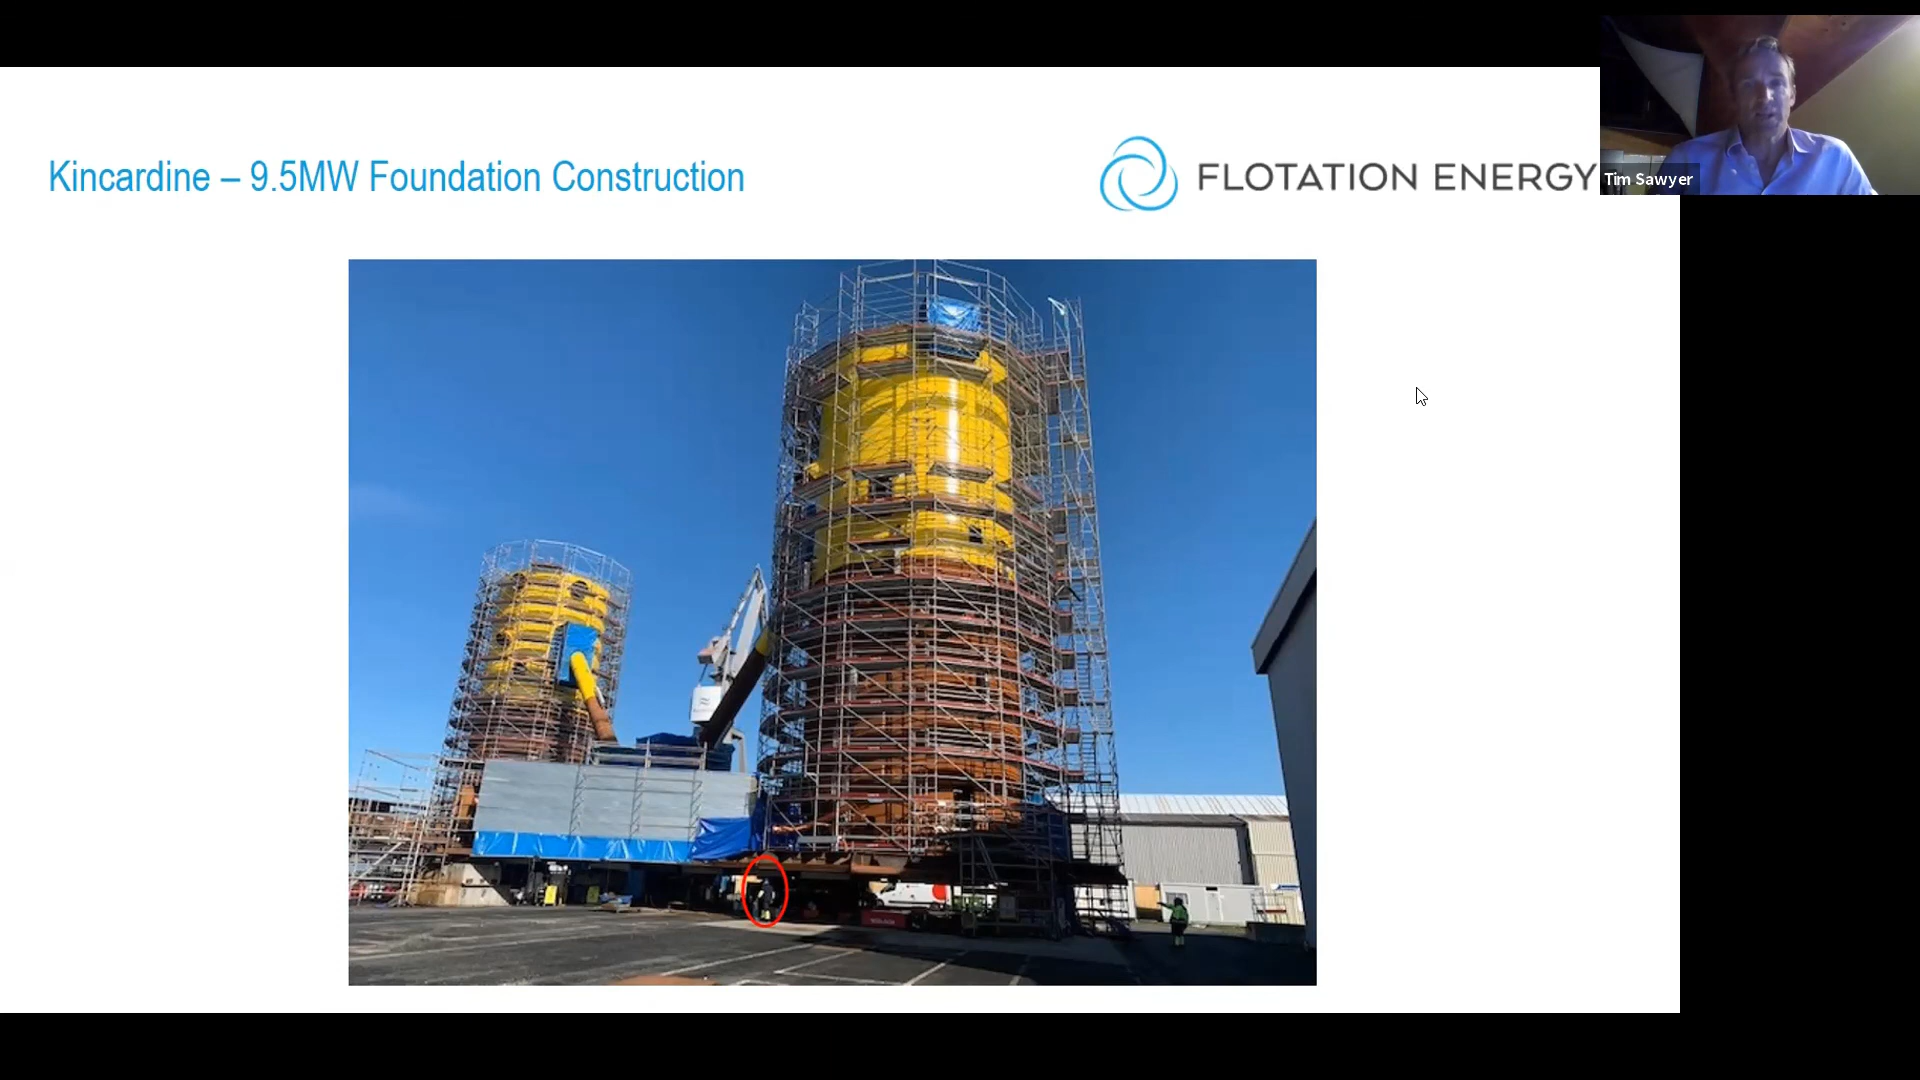 Kincardine – 9.5MW Foundation Construction
FLOTATION ENERGY
Tim Sawyer